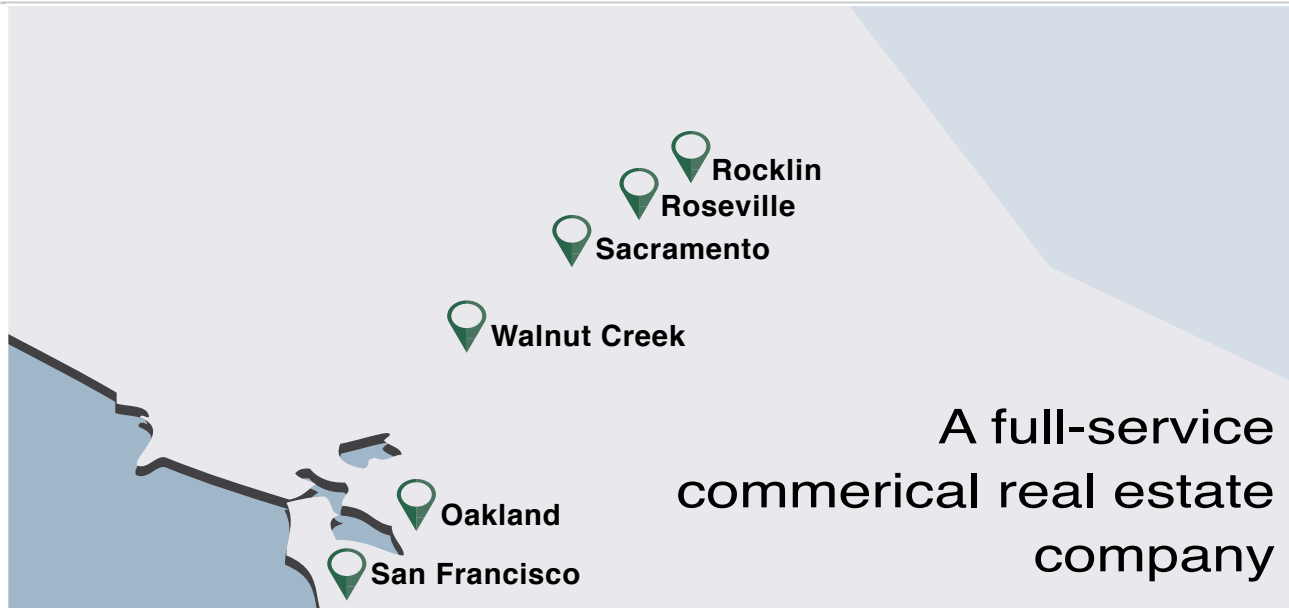 Rocklin
Roseville
Sacramento
Walnut Creek
A full-service
commerical real estate
company
Oakland
San Francisco